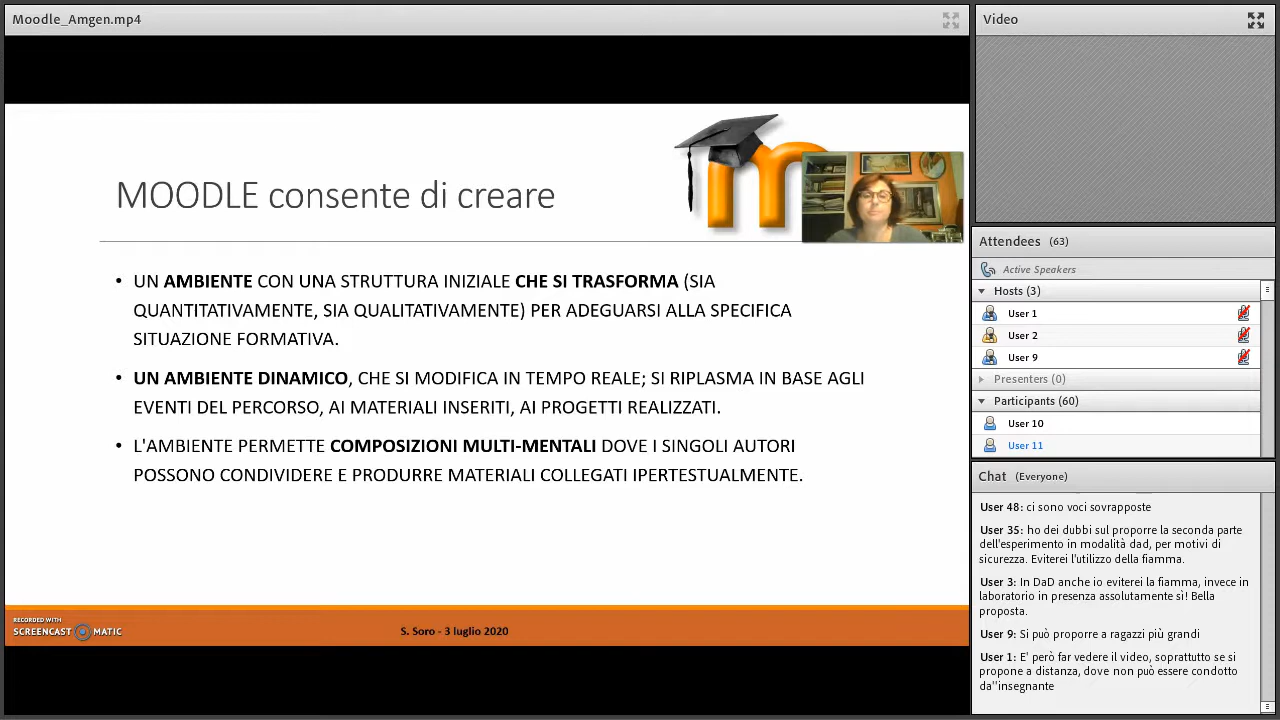 Moodle_Amgen.mp4
MOODLE consente di creare
• UN AMBIENTE CON UNA STRUTTURA INIZIALE CHE SI TRASFORMA (SIA
QUANTITATIVAMENTE, SIA QUALITATIVAMENTE) PER ADEGUARSI ALLA SPECIFICA
SITUAZIONE FORMATIVA.
• UN AMBIENTE DINAMICO, CHE SI MODIFICA IN TEMPO REALE; SI RIPLASMA IN BASE AGLI
EVENTI DEL PERCORSO, AI MATERIALI INSERITI, AI PROGETTI REALIZZATI.
• L'AMBIENTE PERMETTE COMPOSIZIONI MULTI-MENTALI DOVE I SINGOLI AUTORI
POSSONO CONDIVIDERE E PRODURRE MATERIALI COLLEGATI IPERTESTUALMENTE.
RECORDED WITH
SCREENCAST MATIC
S. Soro - 3 luglio 2020
Video
Attendees (63)
Active Speakers
Hosts (3)
User 1
User 2
User 9
Presenters (0)
Participants (60)
User 10
User 11
Chat (Everyone)
User 48: ci sono voci sovrapposte
User 35: ho dei dubbi sul proporre la seconda parte
dell'esperimento in modalità dad, per motivi di
sicurezza. Eviterei l'utilizzo della fiamma.
User 3: In DaD anche io eviterei la fiamma, invece in
laboratorio in presenza assolutamente sì! Bella
proposta.
User 9: Si può proporre a ragazzi più grandi
User 1: E' però far vedere il video, soprattutto se si
propone a distanza, dove non può essere condotto
da''insegnante